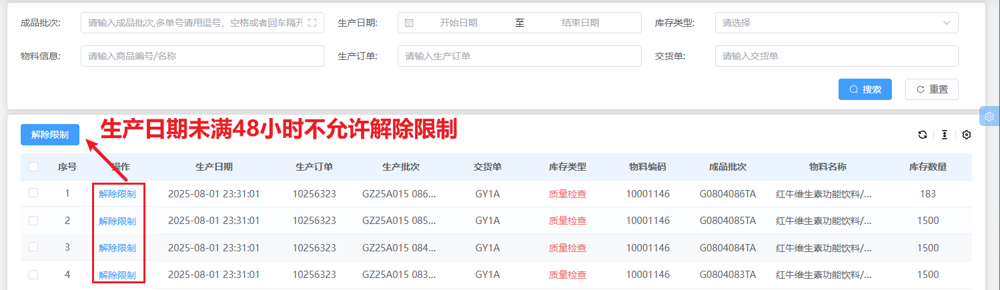 成品批次: 请输入成品批次,多单号请用逗号、空格或者回车隔开 生产日期: 开始日期 至 结束日期 库存类型: 请选择
物料信息: 请输入商品编号/名称 生产订单: 请输入生产订单 交货单: 请输入交货单
搜索 重置
解除限制 生产日期未满48小时不允许解除限制
序号 操作 生产日期 生产订单 生产批次 交货单 库存类型 物料编码 成品批次 物料名称 库存数量
1 解除限制 2025-08-01 23:31:01 10256323 GZ25A015 086... GY1A 质量检查 10001146 G0804086TA 红牛维生素功能饮料/... 183
2 解除限制 2025-08-01 23:31:01 10256323 GZ25A015 085... GY1A 质量检查 10001146 G0804085TA 红牛维生素功能饮料/... 1500
3 解除限制 2025-08-01 23:31:01 10256323 GZ25A015 084... GY1A 质量检查 10001146 G0804084TA 红牛维生素功能饮料/... 1500
4 解除限制 2025-08-01 23:31:01 10256323 GZ25A015 083... GY1A 质量检查 10001146 G0804083TA 红牛维生素功能饮料/... 1500